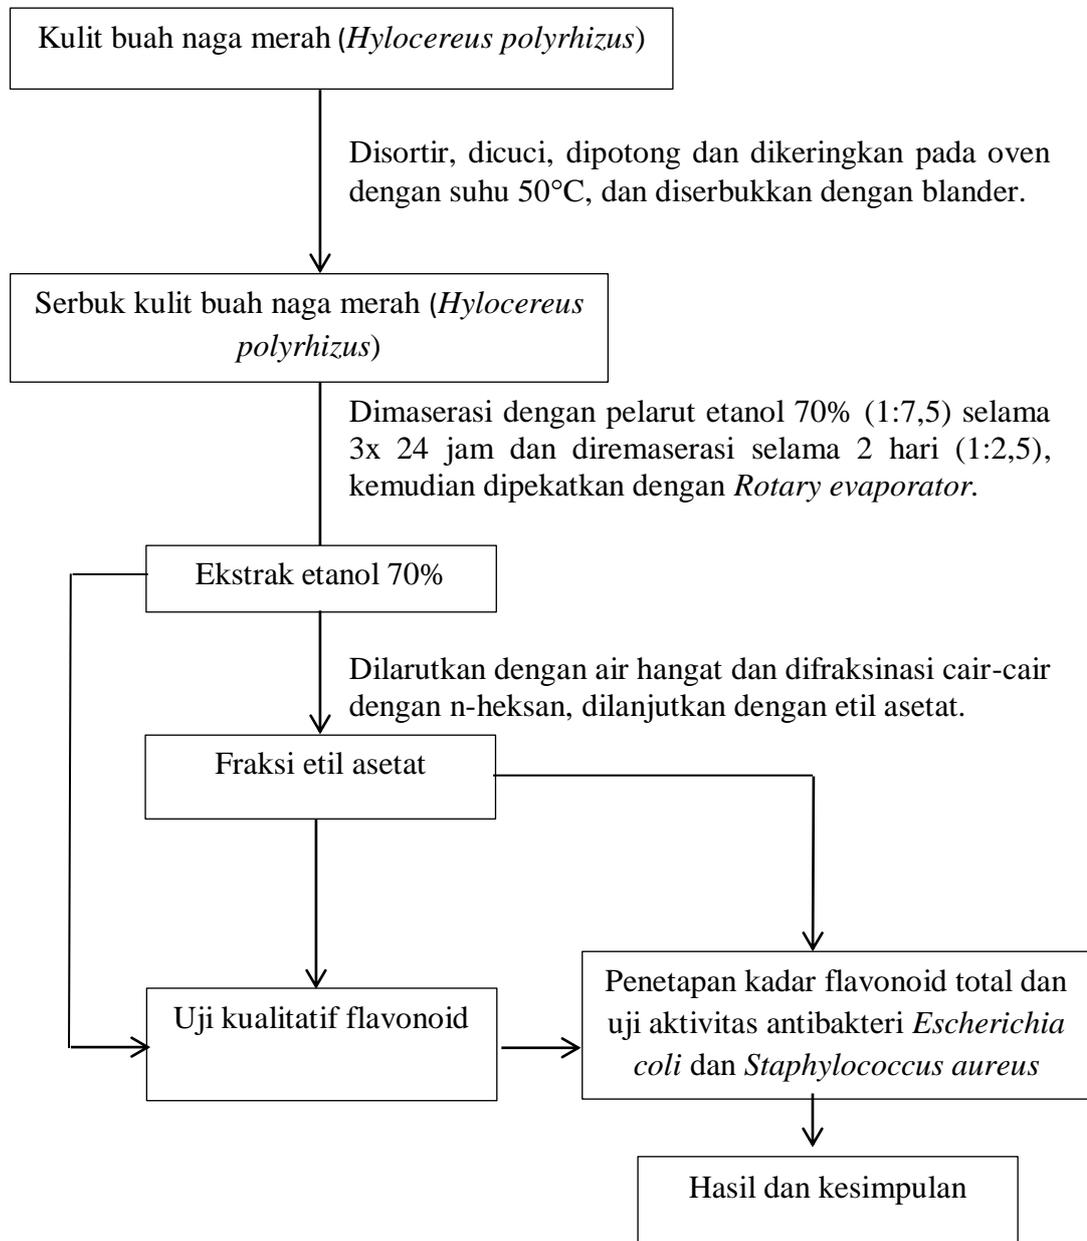 Kulit buah naga merah (Hylocereus polyrhizus)
Disortir, dicuci, dipotong dan dikeringkan pada oven
dengan suhu 50°C, dan diserbukkan dengan blander.
Serbuk kulit buah naga merah (Hylocereus
polyrhizus)
Dimaserasi dengan pelarut etanol 70% (1:7,5) selama
3x 24 jam dan diremaserasi selama 2 hari (1:2,5),
kemudian dipekatkan dengan Rotary evaporator.
Ekstrak etanol 70%
Dilarutkan dengan air hangat dan difraksinasi cair-cair
dengan n-heksan, dilanjutkan dengan etil asetat.
Fraksi etil asetat
Uji kualitatif flavonoid
Penetapan kadar flavonoid total dan
uji aktivitas antibakteri Escherichia
coli dan Staphylococcus aureus
Hasil dan kesimpulan